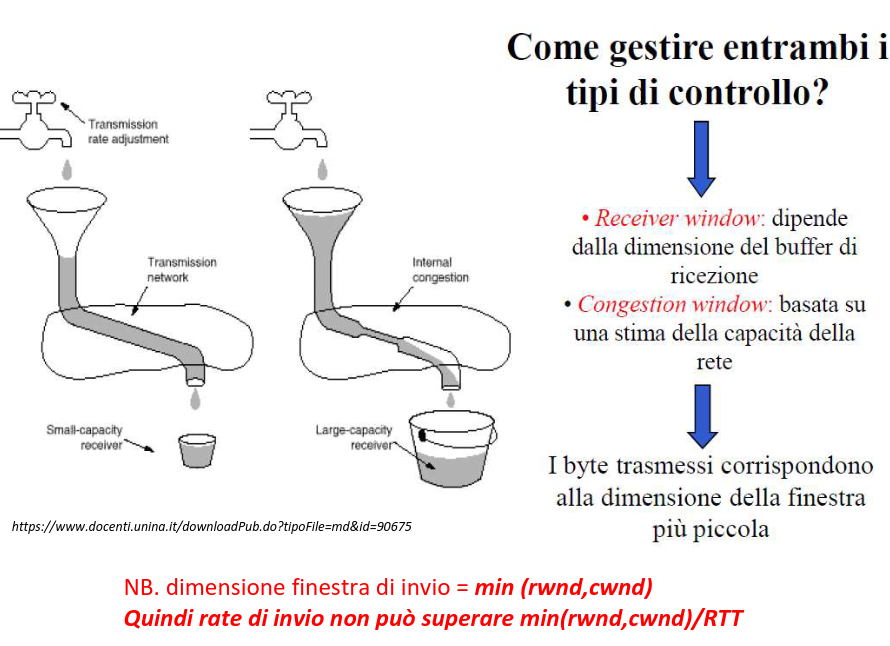 Come gestire entrambi i
tipi di controllo?
Transmission
rate adjustment
Transmission
network
Internal
congestion
Small-capacity
receiver
Large-capacity
receiver
• Receiver window: dipende
dalla dimensione del buffer di
ricezione
• Congestion window: basata su
una stima della capacità della
rete
I byte trasmessi corrispondono
alla dimensione della finestra
più piccola
https://www.docenti.unina.it/downloadPub.do?tipoFile=md&id=90675
NB. dimensione finestra di invio = min (rwnd,cwnd)
Quindi rate di invio non può superare min(rwnd,cwnd)/RTT